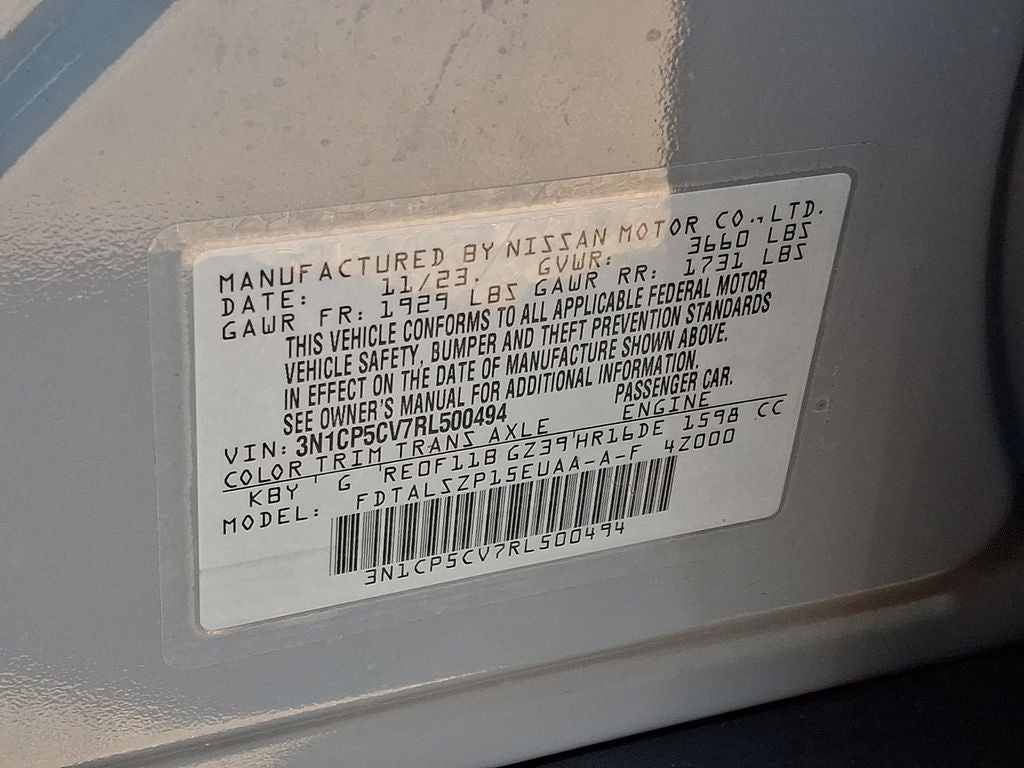 MANUFACTURED BY NISSAN MOTOR CO.,LTD.
DATE: 11/23. GVWR: 3660 LBS
GAWR FR: 1929 LBS GAWR RR: 1731 LBS
THIS VEHICLE CONFORMS TO ALL APPLICABLE FEDERAL MOTOR
VEHICLE SAFETY, BUMPER AND THEFT PREVENTION STANDARDS
IN EFFECT ON THE DATE OF MANUFACTURE SHOWN ABOVE.
SEE OWNER'S MANUAL FOR ADDITIONAL INFORMATION.
VIN: 3N1CP5CV7RL500494 PASSENGER CAR.
COLOR TRIM TRANS AXLE ENGINE
KBY ' G 'RE0F11B GZ39'HR16DE 1598 CC
MODEL: FDTALSZP15EUAA-A-F 4Z000
3N1CP5CV7RL500494